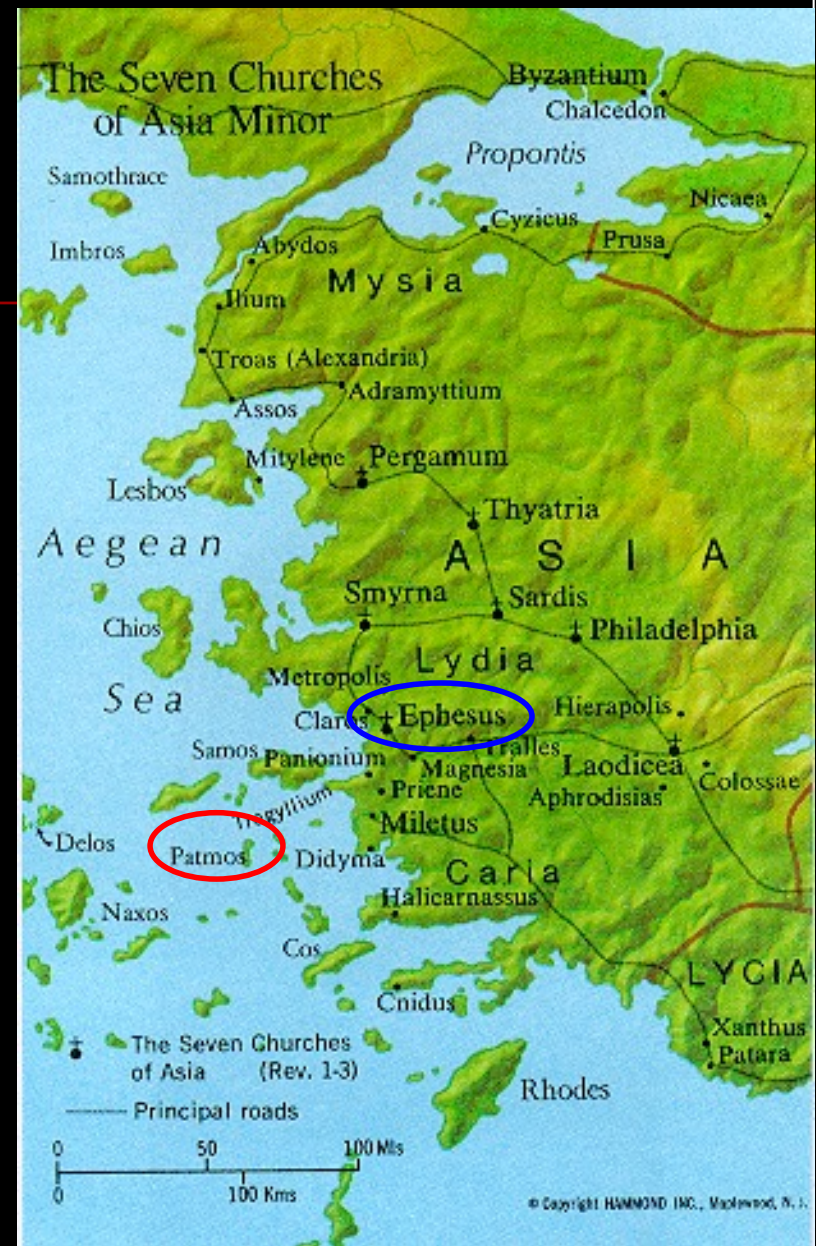 The Seven Churches
of Asia Minor
Byzantium
Chalcedon
Propontis
Samothrace
Nicaea
Cyzicus
Imbros
Abydos
Prusa
Mysia
Ilium
Troas (Alexandria)
Adramyttium
Assos
Mitylene
Pergamum
Lesbos
Thyatria
Aegean
ASIA
Smyrna
Sardis
Chios
Philadelphia
Lydia
Metropolis
Sea
Claros
Ephesus
Hierapolis
Samos
Panionium
Tralles
Magnesia
Laodicea
Colossae
Priene
Aphrodisias
Trogyllium
Miletus
Delos
Patmos
Didyma
Caria
Halicarnassus
Naxos
Cos
LYCIA
Cnidus
Xanthus
Patara
The Seven Churches
of Asia (Rev. 1-3)
Rhodes
Principal roads
0 50 100 Mls
0 100 Kms
© Copyright HAMMOND INC., Maplewood, N. J.